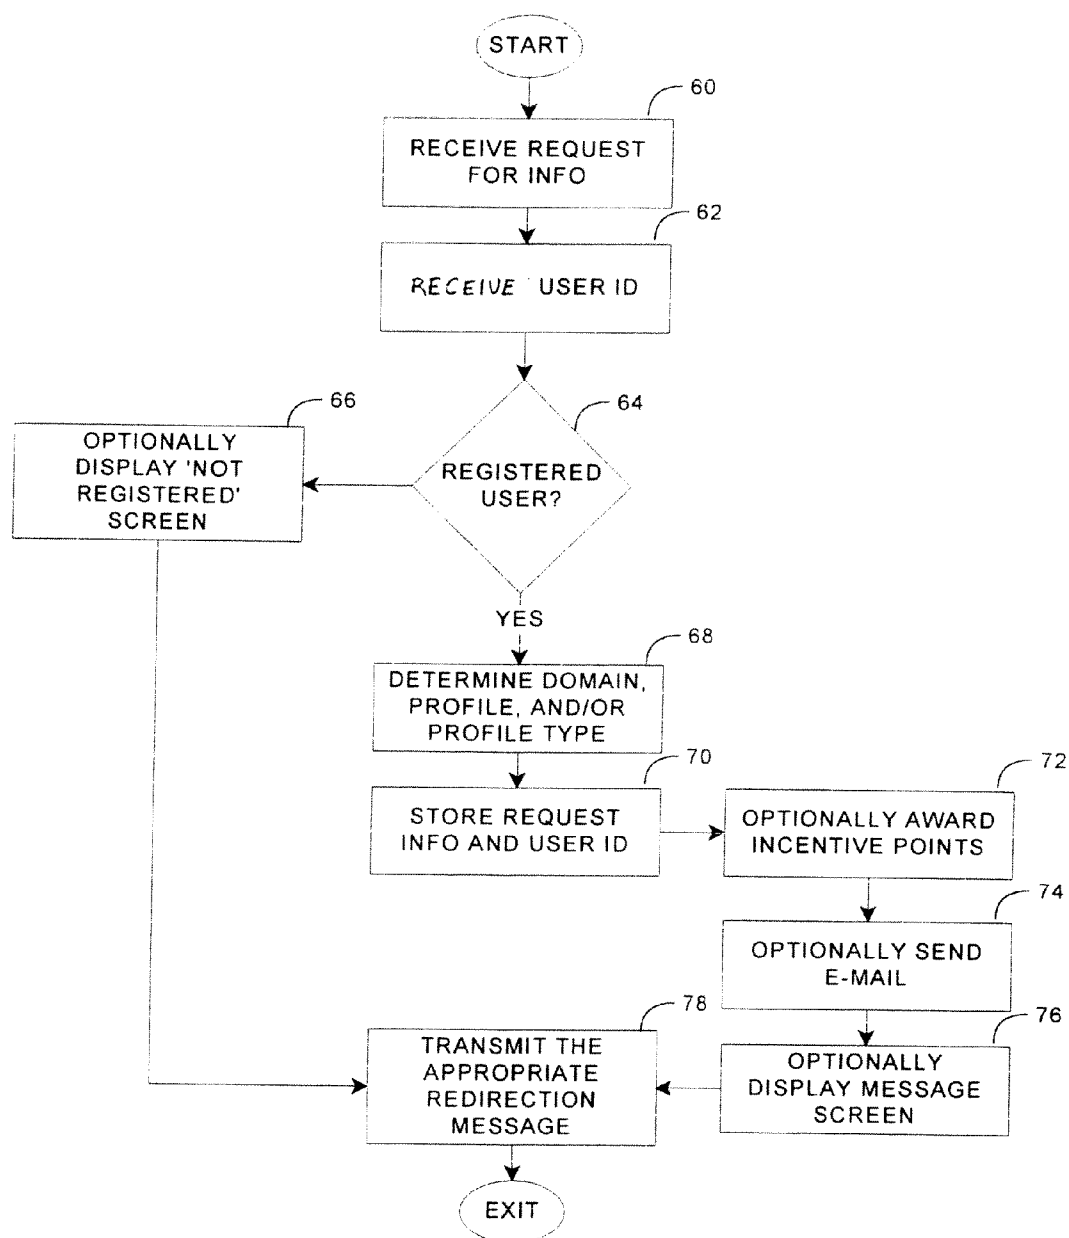 START
60
RECEIVE REQUEST
FOR INFO
62
RECEIVE USER ID
64
REGISTERED
USER?
66
OPTIONALLY
DISPLAY 'NOT
REGISTERED'
SCREEN
YES
68
DETERMINE DOMAIN,
PROFILE, AND/OR
PROFILE TYPE
70
STORE REQUEST
INFO AND USER ID
72
OPTIONALLY AWARD
INCENTIVE POINTS
74
OPTIONALLY SEND
E-MAIL
76
OPTIONALLY
DISPLAY MESSAGE
SCREEN
78
TRANSMIT THE
APPROPRIATE
REDIRECTION
MESSAGE
EXIT